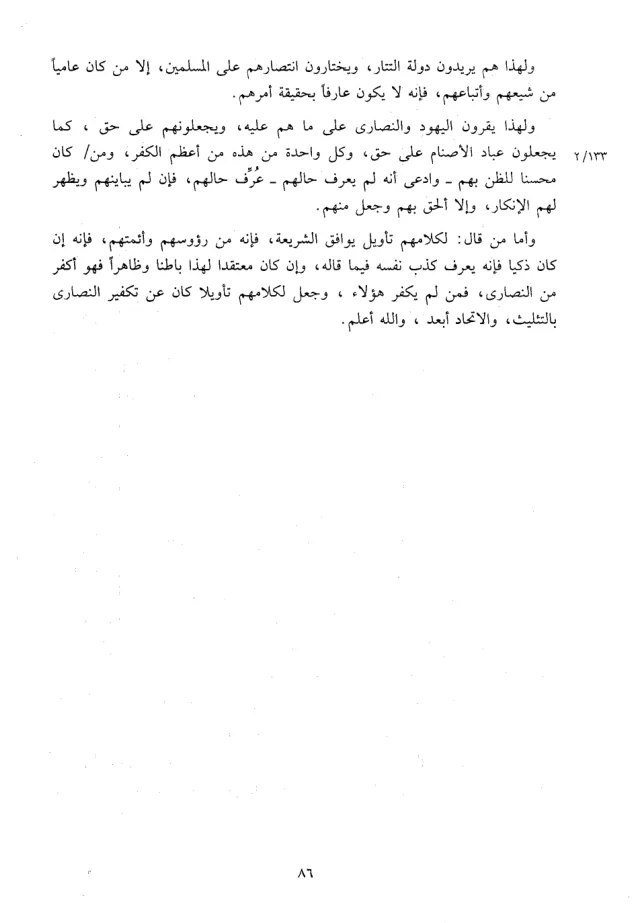 ولهذا هم يريدون دولة التتار، ويختارون انتصارهم على المسلمين، إلا من كان عامياً
من شيعهم وأتباعهم، فإنه لا يكون عارفاً بحقيقة أمرهم.
ولهذا يقرون اليهود والنصارى على ما هم عليه، ويجعلونهم على حق ، كما
يجعلون عباد الأصنام على حق، وكل واحدة من هذه من أعظم الكفر، ومن/ كان
٢/١٣٣
محسنا للظن بهم ـ وادعى أنه لم يعرف حالهم ـ عُرِّف حالهم، فإن لم يباينهم ويظهر
لهم الإنكار، وإلا ألحق بهم وجعل منهم.
وأما من قال: لكلامهم تأويل يوافق الشريعة، فإنه من رؤوسهم وأئمتهم، فإنه إن
كان ذكيا فإنه يعرف كذب نفسه فيما قاله، وإن كان معتقدا لهذا باطنا وظاهراً فهو أكفر
من النصارى، فمن لم يكفر هؤلاء ، وجعل لكلامهم تأويلا كان عن تكفير النصارى
بالتثليث، والاتحاد أبعد ، والله أعلم.
٨٦